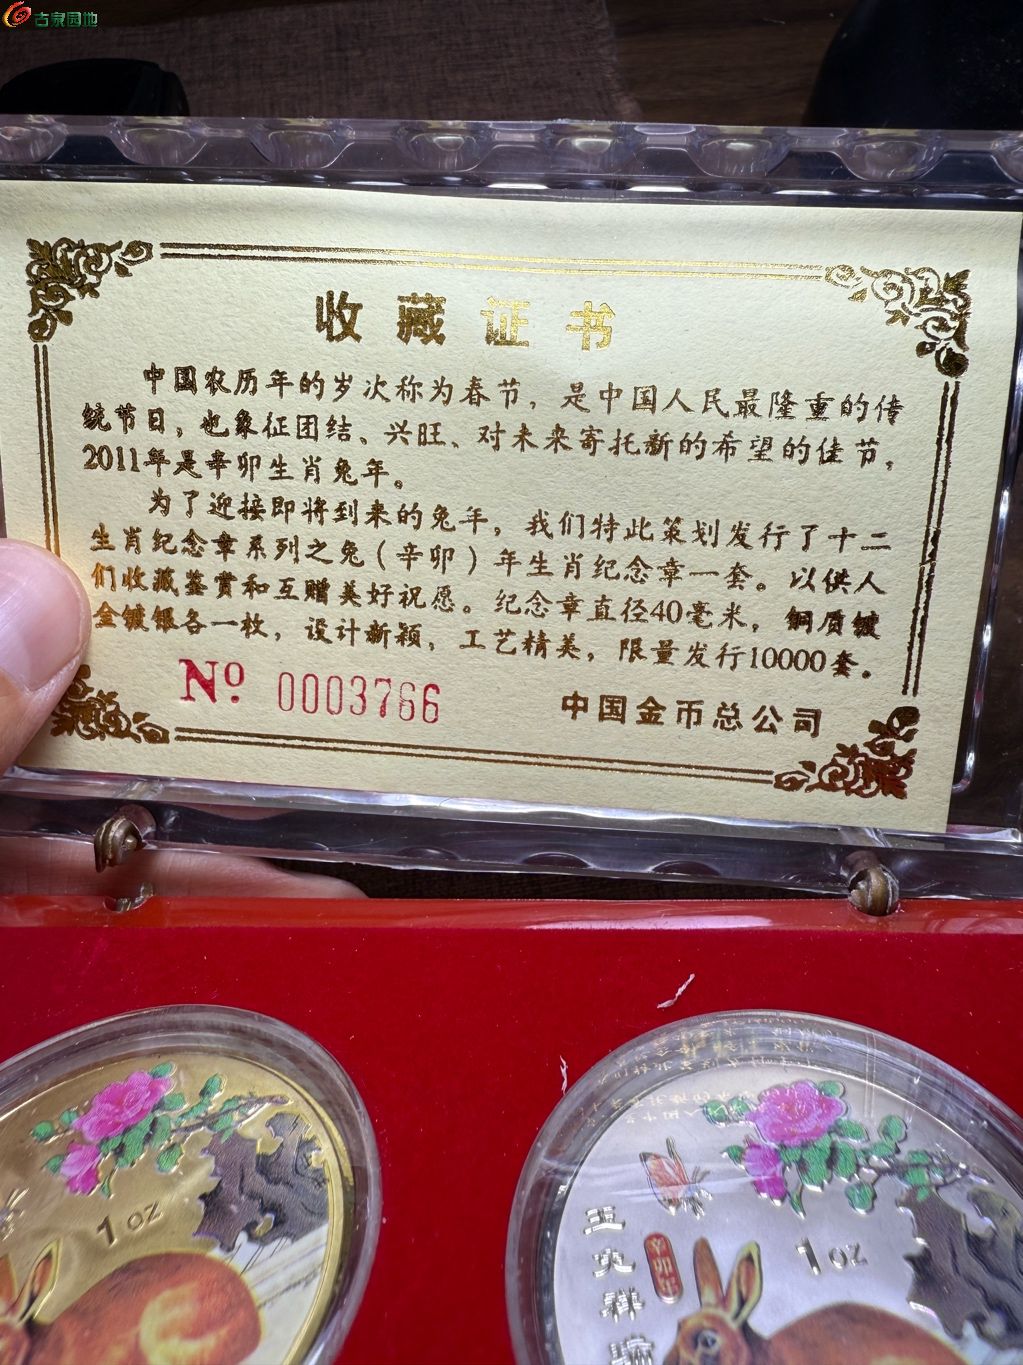 古泉园地
收藏证书
中国农历年的岁次称为春节，是中国人民最隆重的传
统节日，也象征团结、兴旺、对未来寄托新的希望的佳节，
2011年是辛卯生肖兔年。
为了迎接即将到来的兔年，我们特此策划发行了十二
生肖纪念章系列之兔（辛卯）年生肖纪念章一套。以供人
们收藏鉴赏和互赠美好祝愿。纪念章直径40毫米，铜质镀
金镀银各一枚，设计新颖，工艺精美，限量发行10000套。
No 0003766
中国金币总公司
1 OZ
1 OZ
辛卯年